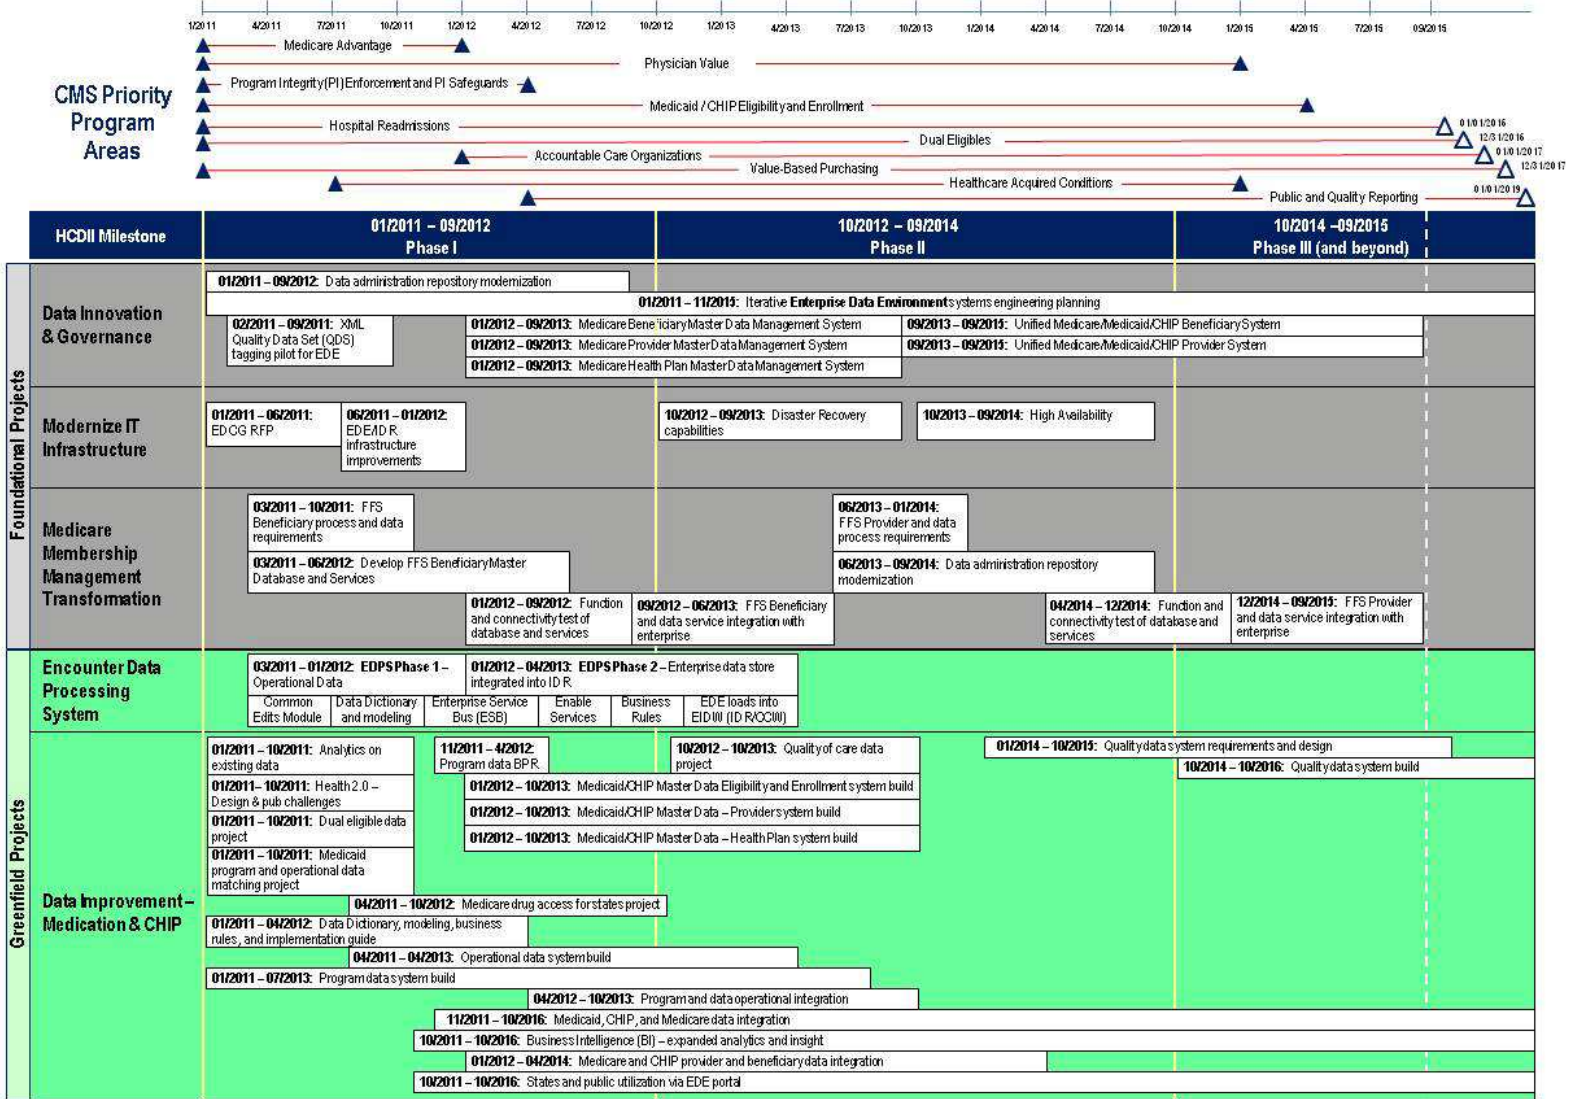 1/2011 4/2011 7/2011 10/2011 1/2012 4/2012 7/2012 10/2012 1/2013 4/2013 7/2013 10/2013 1/2014 4/2014 7/2014 10/2014 1/2015 4/2015 7/2015 09/2015
CMS Priority
Program
Areas
Medicare Advantage
Physician Value
Program Integrity (PI) Enforcement and PI Safeguards
Medicaid / CHIP Eligibility and Enrollment
Hospital Readmissions 01/01/2016
Dual Eligibles 12/31/2016
Accountable Care Organizations 01/01/2017
Value-Based Purchasing 12/31/2017
Healthcare Acquired Conditions
Public and Quality Reporting 01/01/2019
HCDII Milestone
01/2011 – 09/2012
Phase I
10/2012 – 09/2014
Phase II
10/2014 –09/2015
Phase III (and beyond)
Foundational Projects
Data Innovation
& Governance
01/2011 – 09/2012: Data administration repository modernization
01/2011 – 11/2015: Iterative Enterprise Data Environment systems engineering planning
02/2011 – 09/2011: XML
Quality Data Set (QDS)
tagging pilot for EDE
01/2012 – 09/2013: Medicare Beneficiary Master Data Management System
09/2013 – 09/2015: Unified Medicare/Medicaid/CHIP Beneficiary System
01/2012 – 09/2013: Medicare Provider Master Data Management System
09/2013 – 09/2015: Unified Medicare/Medicaid/CHIP Provider System
01/2012 – 09/2013: Medicare Health Plan Master Data Management System
Modernize IT
Infrastructure
01/2011 – 06/2011:
EDCG RFP
06/2011 – 01/2012:
EDE/IDR
infrastructure
improvements
10/2012 – 09/2013: Disaster Recovery
capabilities
10/2013 – 09/2014: High Availability
Medicare
Membership
Management
Transformation
03/2011 – 10/2011: FFS
Beneficiary process and data
requirements
03/2011 – 06/2012: Develop FFS Beneficiary Master
Database and Services
01/2012 – 09/2012: Function
and connectivity test of
database and services
09/2012 – 06/2013: FFS Beneficiary
and data service integration with
enterprise
06/2013 – 01/2014:
FFS Provider and data
process requirements
06/2013 – 09/2014: Data administration repository
modernization
04/2014 – 12/2014: Function and
connectivity test of database and
services
12/2014 – 09/2015: FFS Provider
and data service integration with
enterprise
Greenfield Projects
Encounter Data
Processing
System
03/2011 – 01/2012: EDPS Phase 1 –
Operational Data
01/2012 – 04/2013: EDPS Phase 2 – Enterprise data store
integrated into IDR
Common
Edits Module
Data Dictionary
and modeling
Enterprise Service
Bus (ESB)
Enable
Services
Business
Rules
EDE loads into
EIDW (IDR/CCW)
Data Improvement –
Medication & CHIP
01/2011 – 10/2011: Analytics on
existing data
01/2011– 10/2011: Health 2.0 –
Design & pub challenges
01/2011 – 10/2011: Dual eligible data
project
01/2011 – 10/2011: Medicaid
program and operational data
matching project
11/2011 – 4/2012:
Program data BPR
10/2012 – 10/2013: Quality of care data
project
01/2014 – 10/2015: Quality data system requirements and design
10/2014 – 10/2016: Quality data system build
01/2012 – 10/2013: Medicaid/CHIP Master Data Eligibility and Enrollment system build
01/2012 – 10/2013: Medicaid/CHIP Master Data – Provider system build
01/2012 – 10/2013: Medicaid/CHIP Master Data – Health Plan system build
04/2011 – 10/2012: Medicare drug access for states project
01/2011 – 04/2012: Data Dictionary, modeling, business
rules, and implementation guide
04/2011 – 04/2013: Operational data system build
01/2011 – 07/2013: Program data system build
04/2012 – 10/2013: Program and data operational integration
11/2011 – 10/2016: Medicaid, CHIP, and Medicare data integration
10/2011 – 10/2016: Business Intelligence (BI) – expanded analytics and insight
01/2012 – 04/2014: Medicare and CHIP provider and beneficiary data integration
10/2011 – 10/2016: States and public utilization via EDE portal